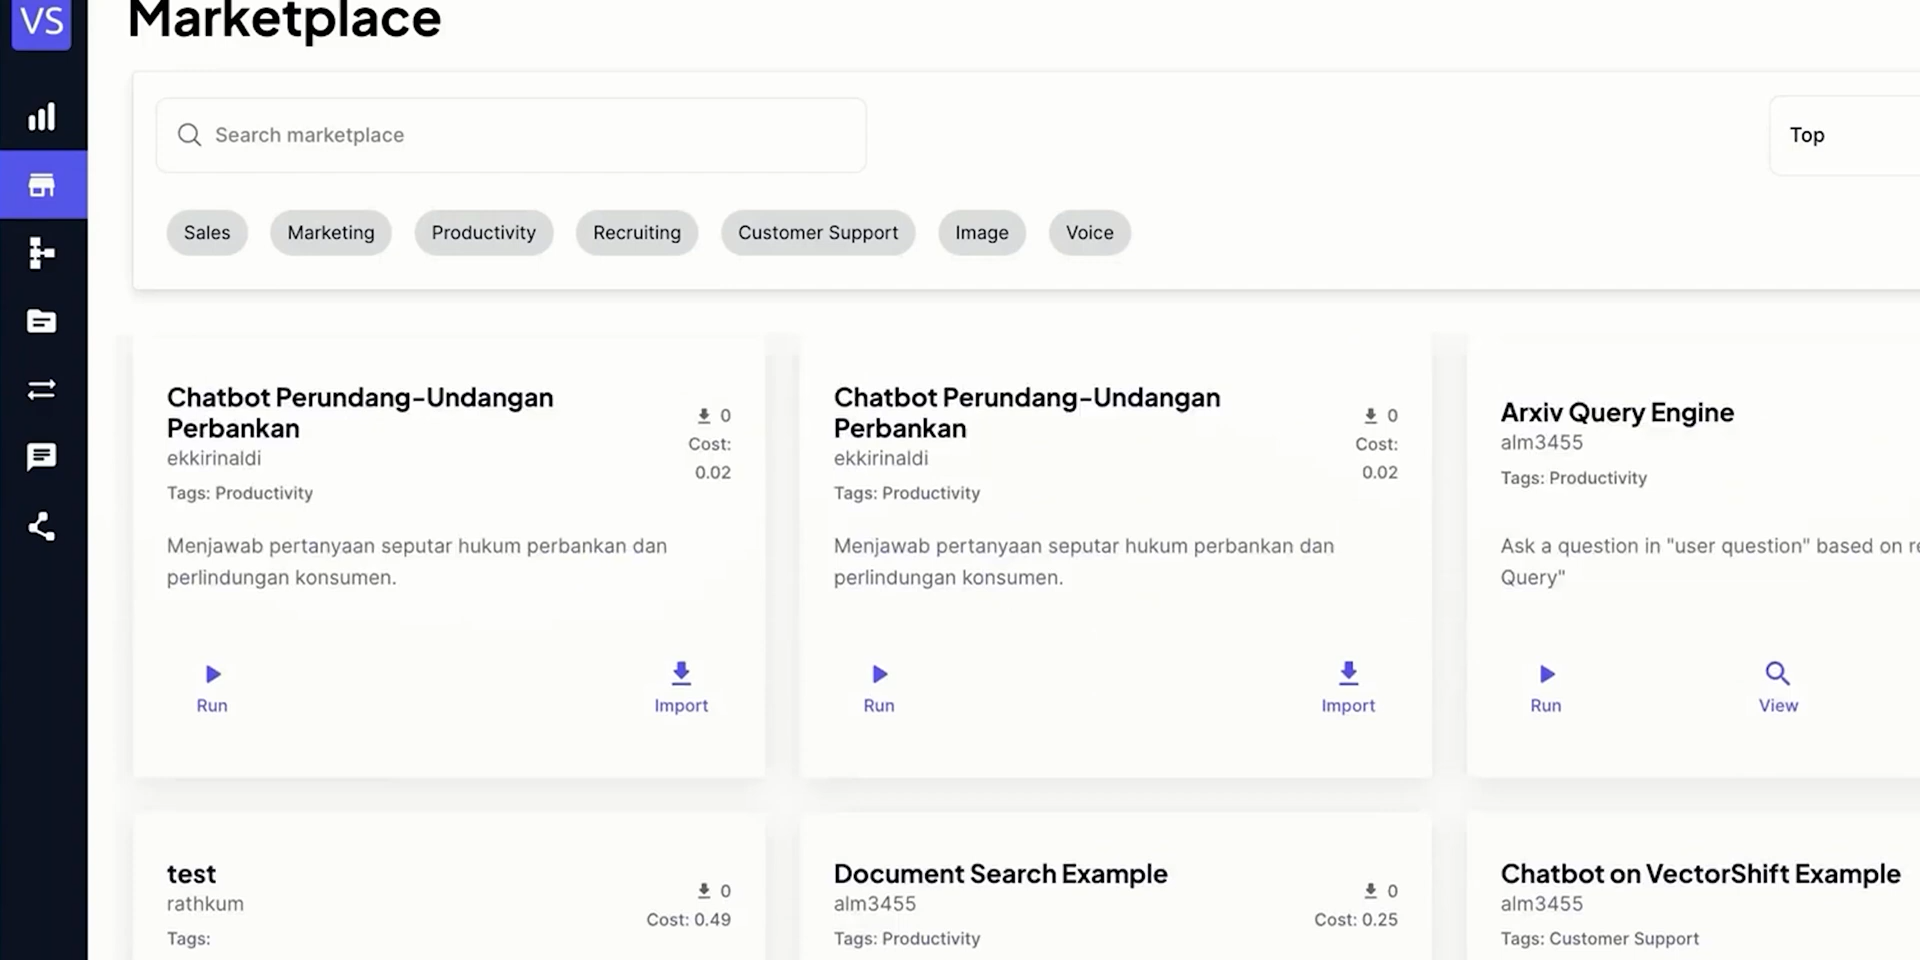 VS
Marketplace
Search marketplace
Top
Sales
Marketing
Productivity
Recruiting
Customer Support
Image
Voice
Chatbot Perundang-Undangan
Perbankan
ekkirinaldi
Tags: Productivity
0
Cost:
0.02
Menjawab pertanyaan seputar hukum perbankan dan
perlindungan konsumen.
Run
Import
Chatbot Perundang-Undangan
Perbankan
ekkirinaldi
Tags: Productivity
0
Cost:
0.02
Menjawab pertanyaan seputar hukum perbankan dan
perlindungan konsumen.
Run
Import
Arxiv Query Engine
alm3455
Tags: Productivity
Ask a question in "user question" based on
Query"
Run
View
test
rathkum
Tags:
0
Cost: 0.49
Document Search Example
alm3455
Tags: Productivity
0
Cost: 0.25
Chatbot on VectorShift Example
alm3455
Tags: Customer Support